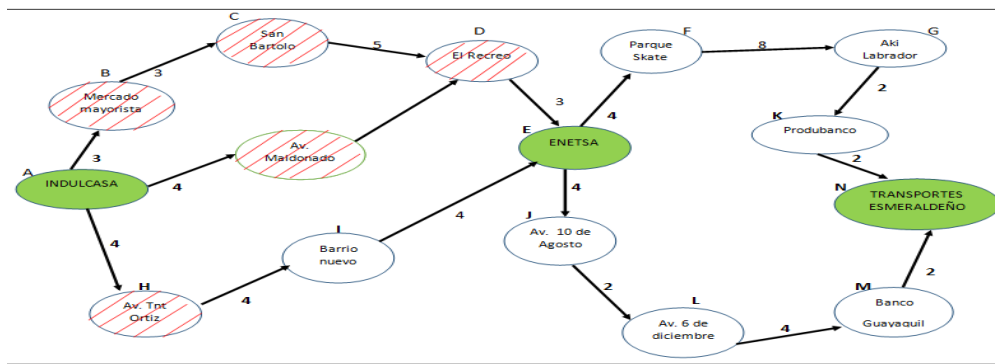 C
San
Bartolo
5
D
El Recreo
F
Parque
Skate
8
G
Aki
Labrador
B
Mercado
mayorista
3
3
4
2
K
Produbanco
E
ENETSA
Av.
Maldonado
3
A
INDULCASA
4
4
2
N
TRANSPORTES
ESMERALDEÑO
4
4
I
Barrio
nuevo
J
Av. 10 de
Agosto
H
Av. Tnt
Ortiz
4
2
2
L
Av. 6 de
diciembre
4
M
Banco
Guayaquil